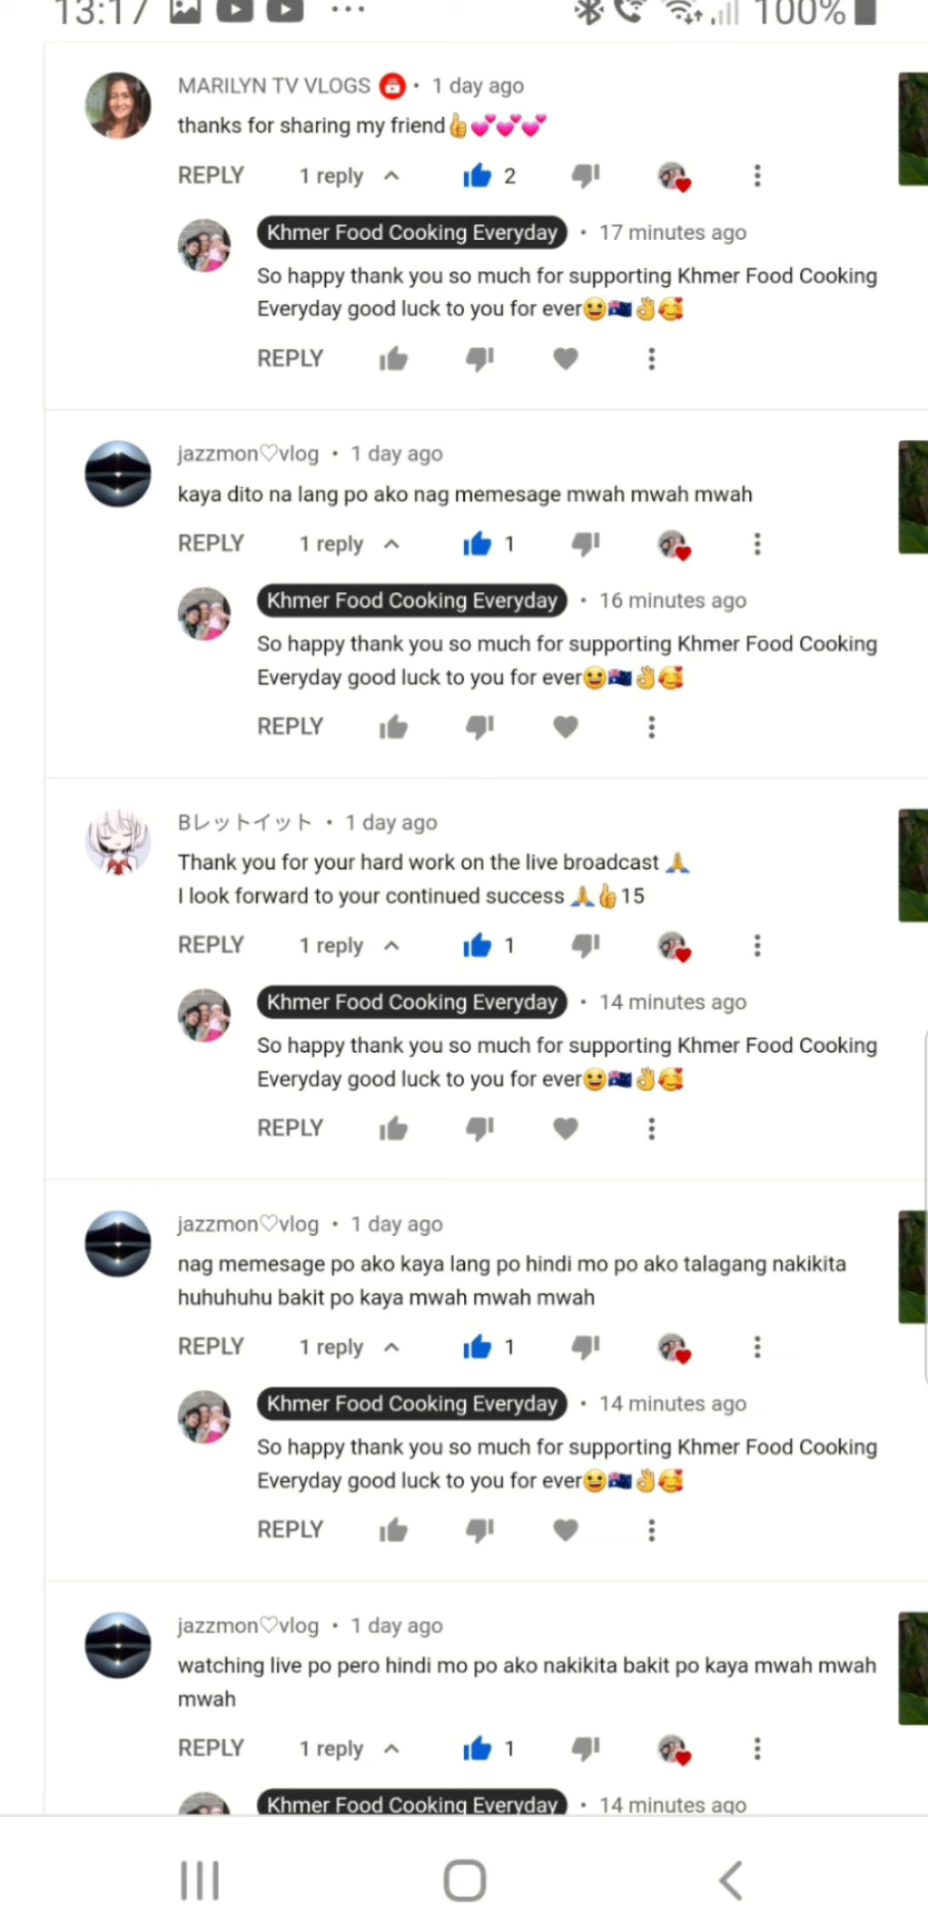 13:17 ... 100%
MARILYN TV VLOGS • 1 day ago
thanks for sharing my friend👍💕💕💕
REPLY 1 reply 2
Khmer Food Cooking Everyday • 17 minutes ago
So happy thank you so much for supporting Khmer Food Cooking
Everyday good luck to you for ever😀🇦🇺👌🥰
REPLY
jazzmon♡vlog • 1 day ago
kaya dito na lang po ako nag memesage mwah mwah mwah
REPLY 1 reply 1
Khmer Food Cooking Everyday • 16 minutes ago
So happy thank you so much for supporting Khmer Food Cooking
Everyday good luck to you for ever😀🇦🇺👌🥰
REPLY
Bレットイット • 1 day ago
Thank you for your hard work on the live broadcast 🙏
I look forward to your continued success 🙏👍15
REPLY 1 reply 1
Khmer Food Cooking Everyday • 14 minutes ago
So happy thank you so much for supporting Khmer Food Cooking
Everyday good luck to you for ever😀🇦🇺👌🥰
REPLY
jazzmon♡vlog • 1 day ago
nag memesage po ako kaya lang po hindi mo po ako talagang nakikita
huhuhuhu bakit po kaya mwah mwah mwah
REPLY 1 reply 1
Khmer Food Cooking Everyday • 14 minutes ago
So happy thank you so much for supporting Khmer Food Cooking
Everyday good luck to you for ever😀🇦🇺👌🥰
REPLY
jazzmon♡vlog • 1 day ago
watching live po pero hindi mo po ako nakikita bakit po kaya mwah mwah
mwah
REPLY 1 reply 1
Khmer Food Cooking Everyday • 14 minutes ago